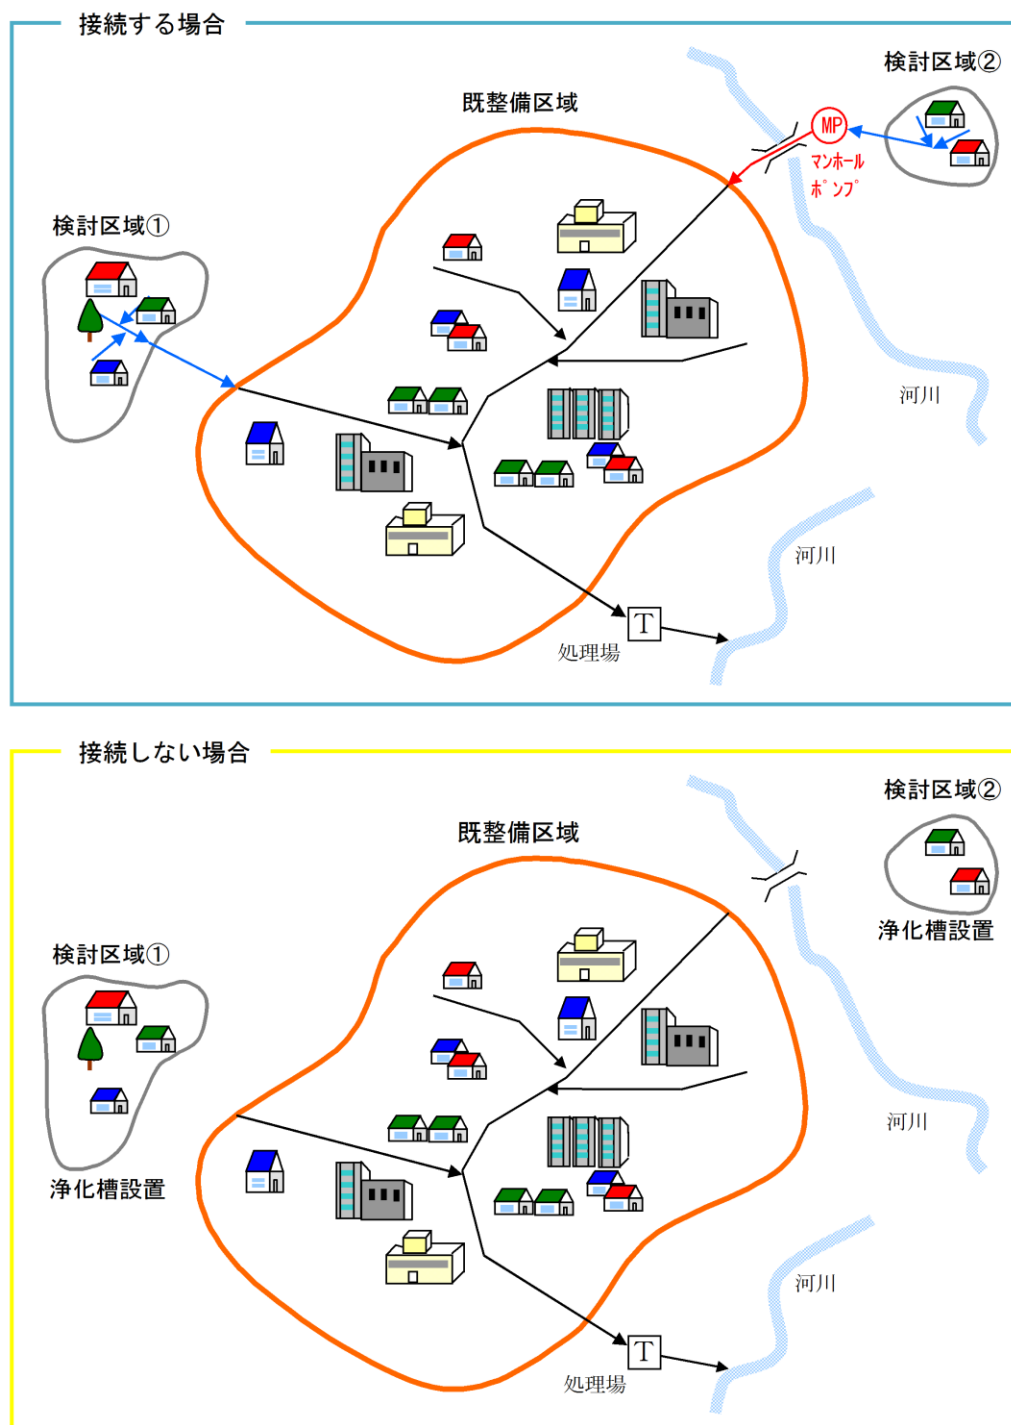 接続する場合
検討区域②
既整備区域
MP
マンホール
ポンプ
検討区域①
河川
河川
T
処理場
接続しない場合
検討区域②
既整備区域
浄化槽設置
検討区域①
河川
浄化槽設置
河川
T
処理場